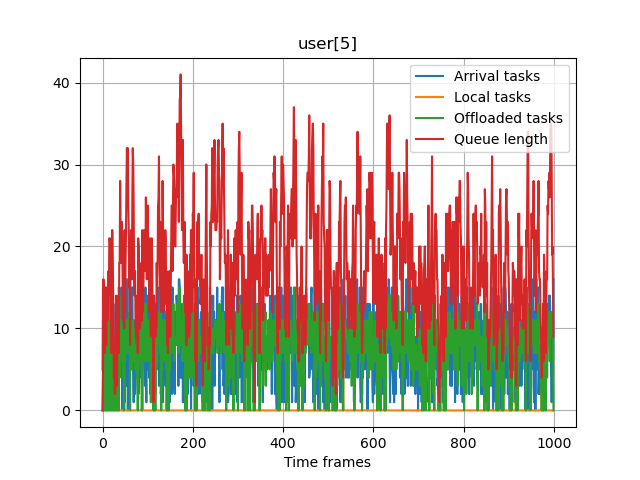 user[5]
Arrival tasks
Local tasks
Offloaded tasks
Queue length
40
30
20
10
0
0 200 400 600 800 1000
Time frames